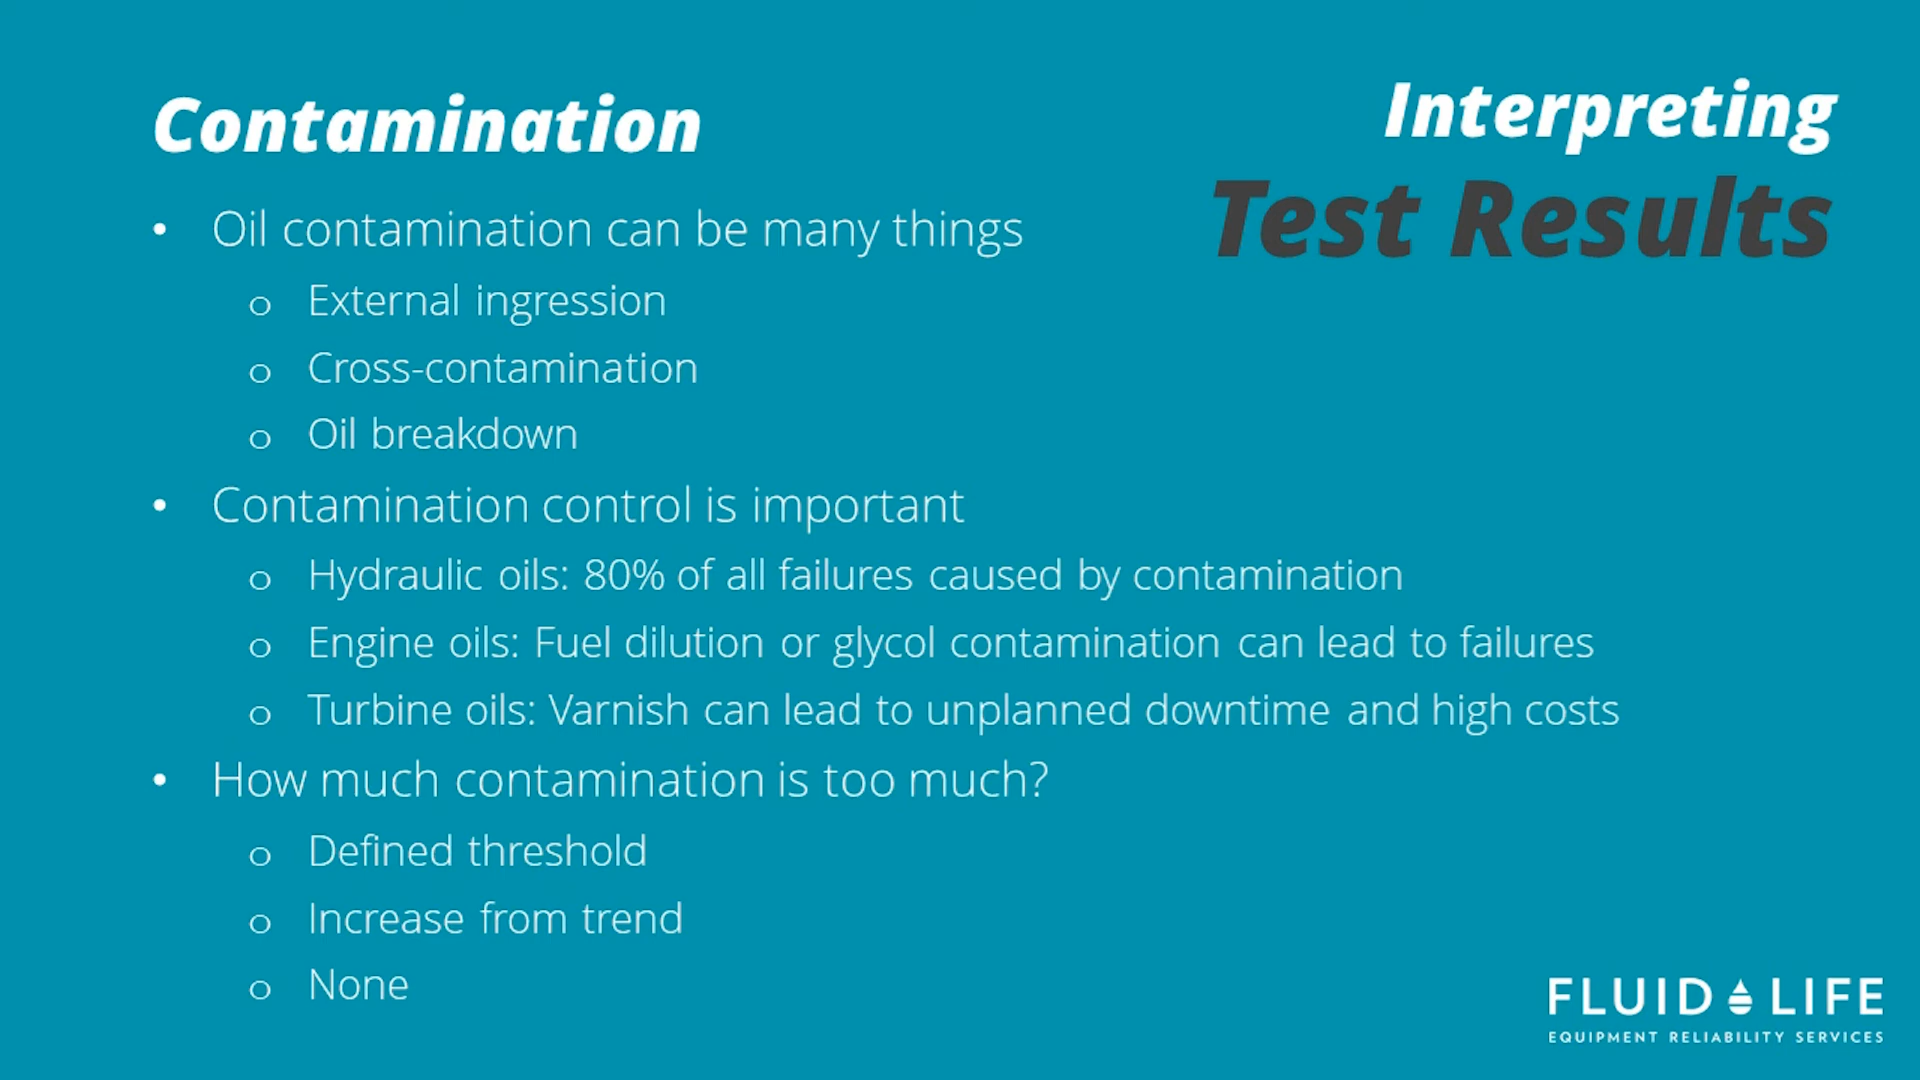 Contamination
Interpreting
Test Results
• Oil contamination can be many things
o External ingression
o Cross-contamination
o Oil breakdown
• Contamination control is important
o Hydraulic oils: 80% of all failures caused by contamination
o Engine oils: Fuel dilution or glycol contamination can lead to failures
o Turbine oils: Varnish can lead to unplanned downtime and high costs
• How much contamination is too much?
o Defined threshold
o Increase from trend
o None
FLUID LIFE
EQUIPMENT RELIABILITY SERVICES